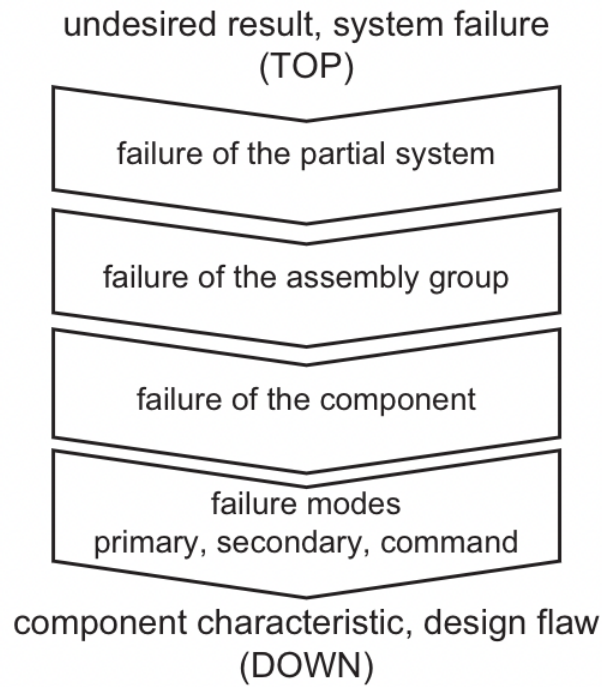 undesired result, system failure
(TOP)
failure of the partial system
failure of the assembly group
failure of the component
failure modes
primary, secondary, command
component characteristic, design flaw
(DOWN)